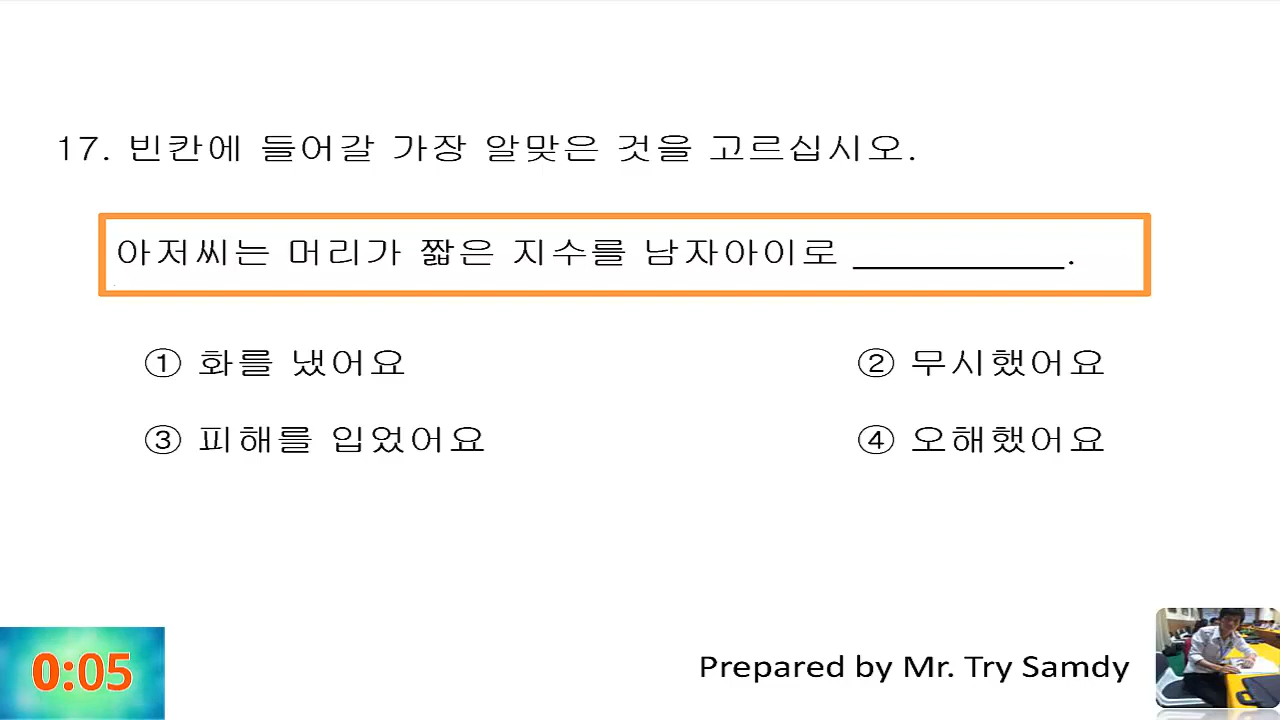 17. 빈칸에 들어갈 가장 알맞은 것을 고르십시오.
아저씨는 머리가 짧은 지수를 남자아이로 __________.
① 화를 냈어요 ② 무시했어요
③ 피해를 입었어요 ④ 오해했어요
0:05 Prepared by Mr. Try Samdy